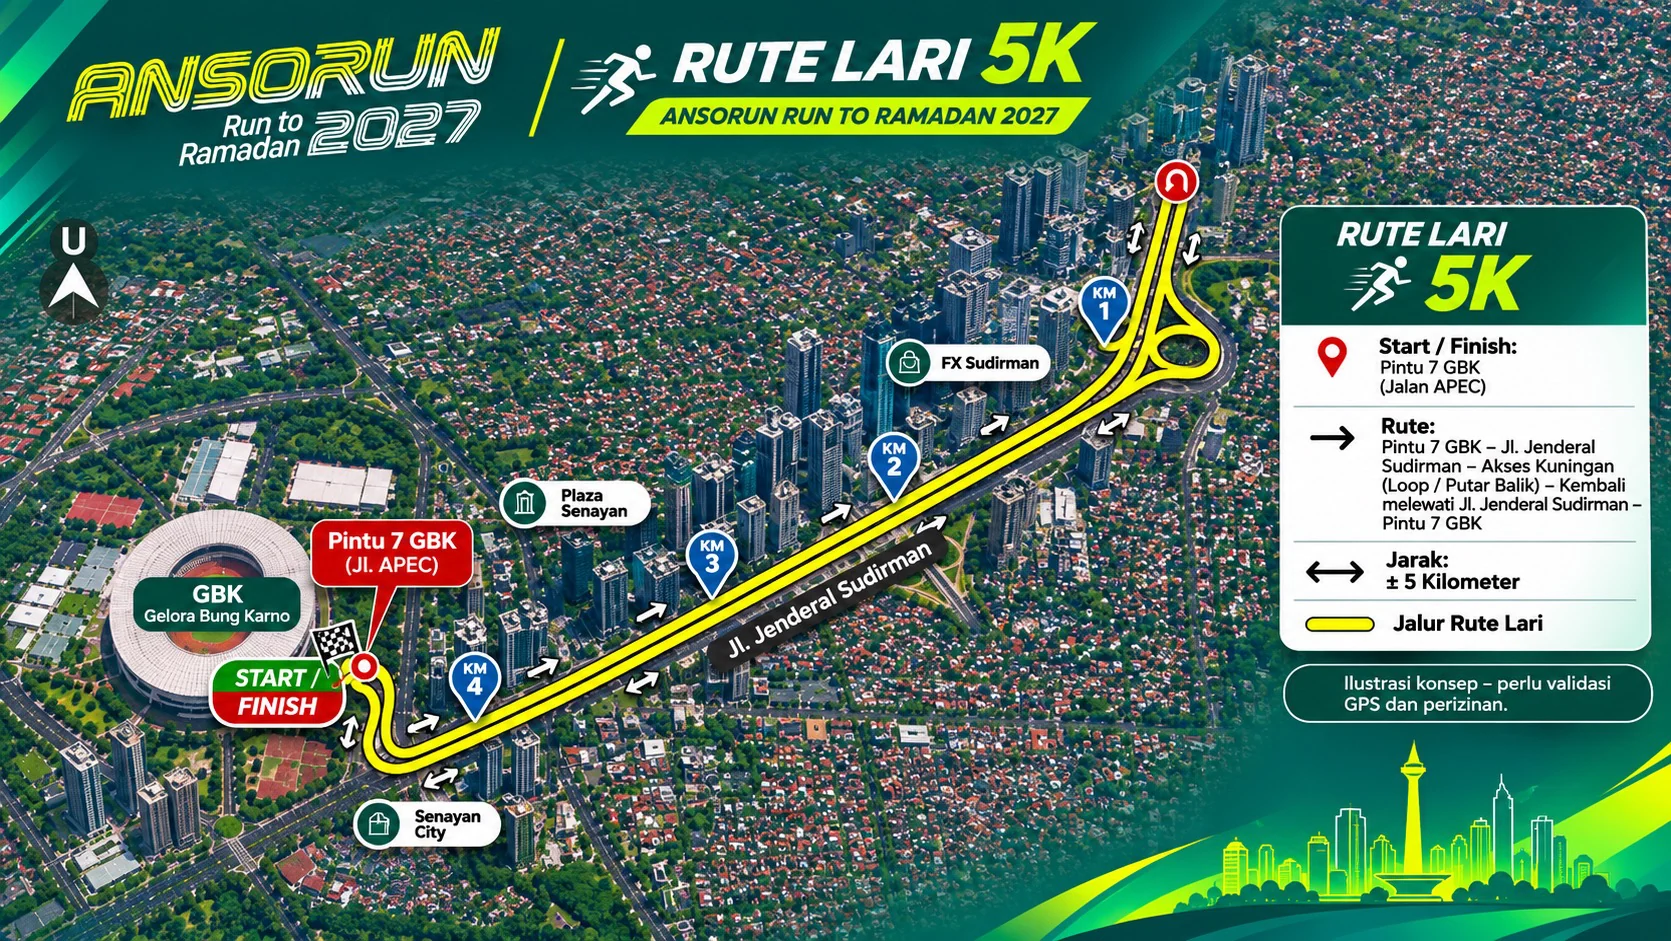 ANSORUN
Run to
Ramadan 2027
RUTE LARI 5K
ANSORUN RUN TO RAMADAN 2027
U
KM
1
FX Sudirman
KM
2
Plaza
Senayan
KM
3
Pintu 7 GBK
(Jl. APEC)
GBK
Gelora Bung Karno
Jl. Jenderal Sudirman
START /
FINISH
KM
4
Senayan
City
RUTE LARI
5K
Start / Finish:
Pintu 7 GBK
(Jalan APEC)
Rute:
Pintu 7 GBK – Jl. Jenderal
Sudirman – Akses Kuningan
(Loop / Putar Balik) – Kembali
melewati Jl. Jenderal Sudirman –
Pintu 7 GBK
Jarak:
± 5 Kilometer
Jalur Rute Lari
Ilustrasi konsep – perlu validasi
GPS dan perizinan.